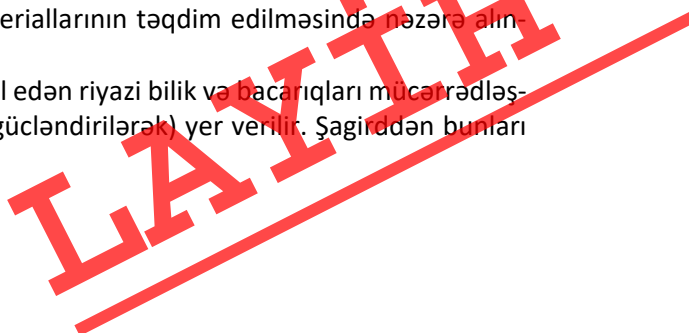 eriallarının təqdim edilməsində nəzərə alın-
l edən riyazi bilik və bacarıqları mücərrədləş-
gücləndirilərək) yer verilir. Şagirddən bunları
LAYİH